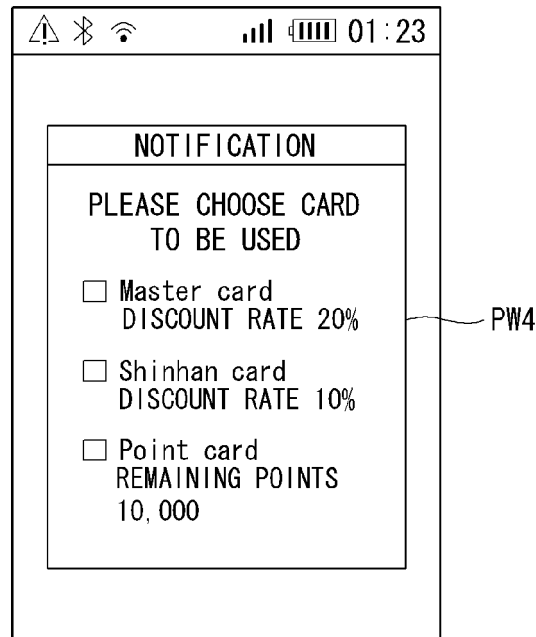 01:23
NOTIFICATION
PLEASE CHOOSE CARD
TO BE USED
Master card
DISCOUNT RATE 20%
PW4
Shinhan card
DISCOUNT RATE 10%
Point card
REMAINING POINTS
10,000